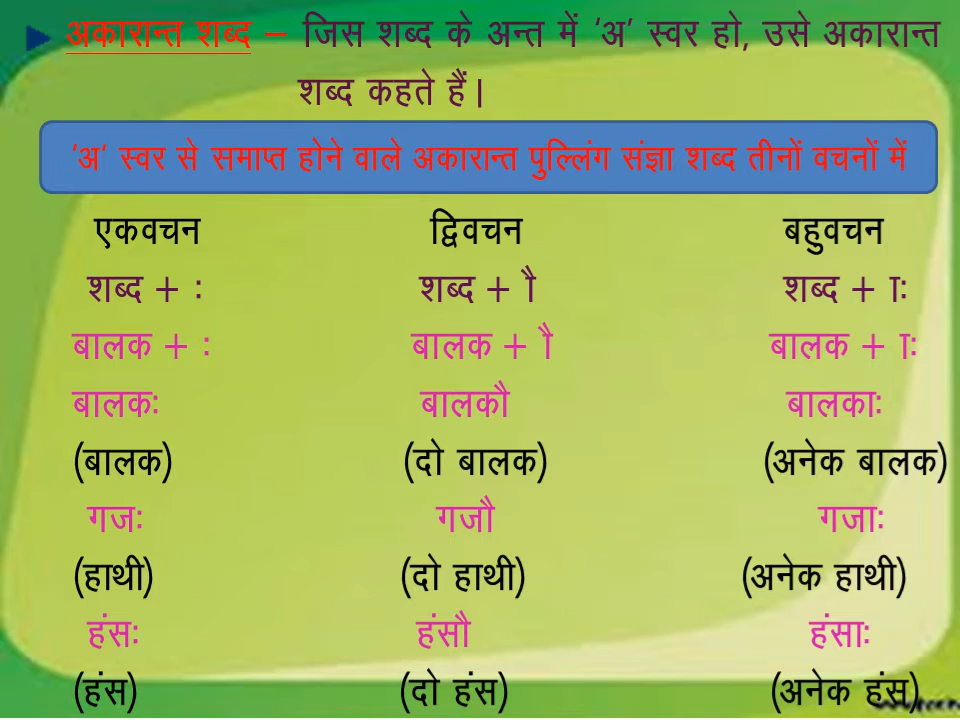 अकारान्त शब्द – जिस शब्द के अन्त में ‘अ’ स्वर हो, उसे अकारान्त
शब्द कहते हैं।
‘अ’ स्वर से समाप्त होने वाले अकारान्त पुल्लिंग संज्ञा शब्द तीनों वचनों में
एकवचन द्विवचन बहुवचन
शब्द + ः शब्द + ौ शब्द + ाः
बालक + ः बालक + ौ बालक + ाः
बालकः बालकौ बालकाः
(बालक) (दो बालक) (अनेक बालक)
गजः गजौ गजाः
(हाथी) (दो हाथी) (अनेक हाथी)
हंसः हंसौ हंसाः
(हंस) (दो हंस) (अनेक हंस)